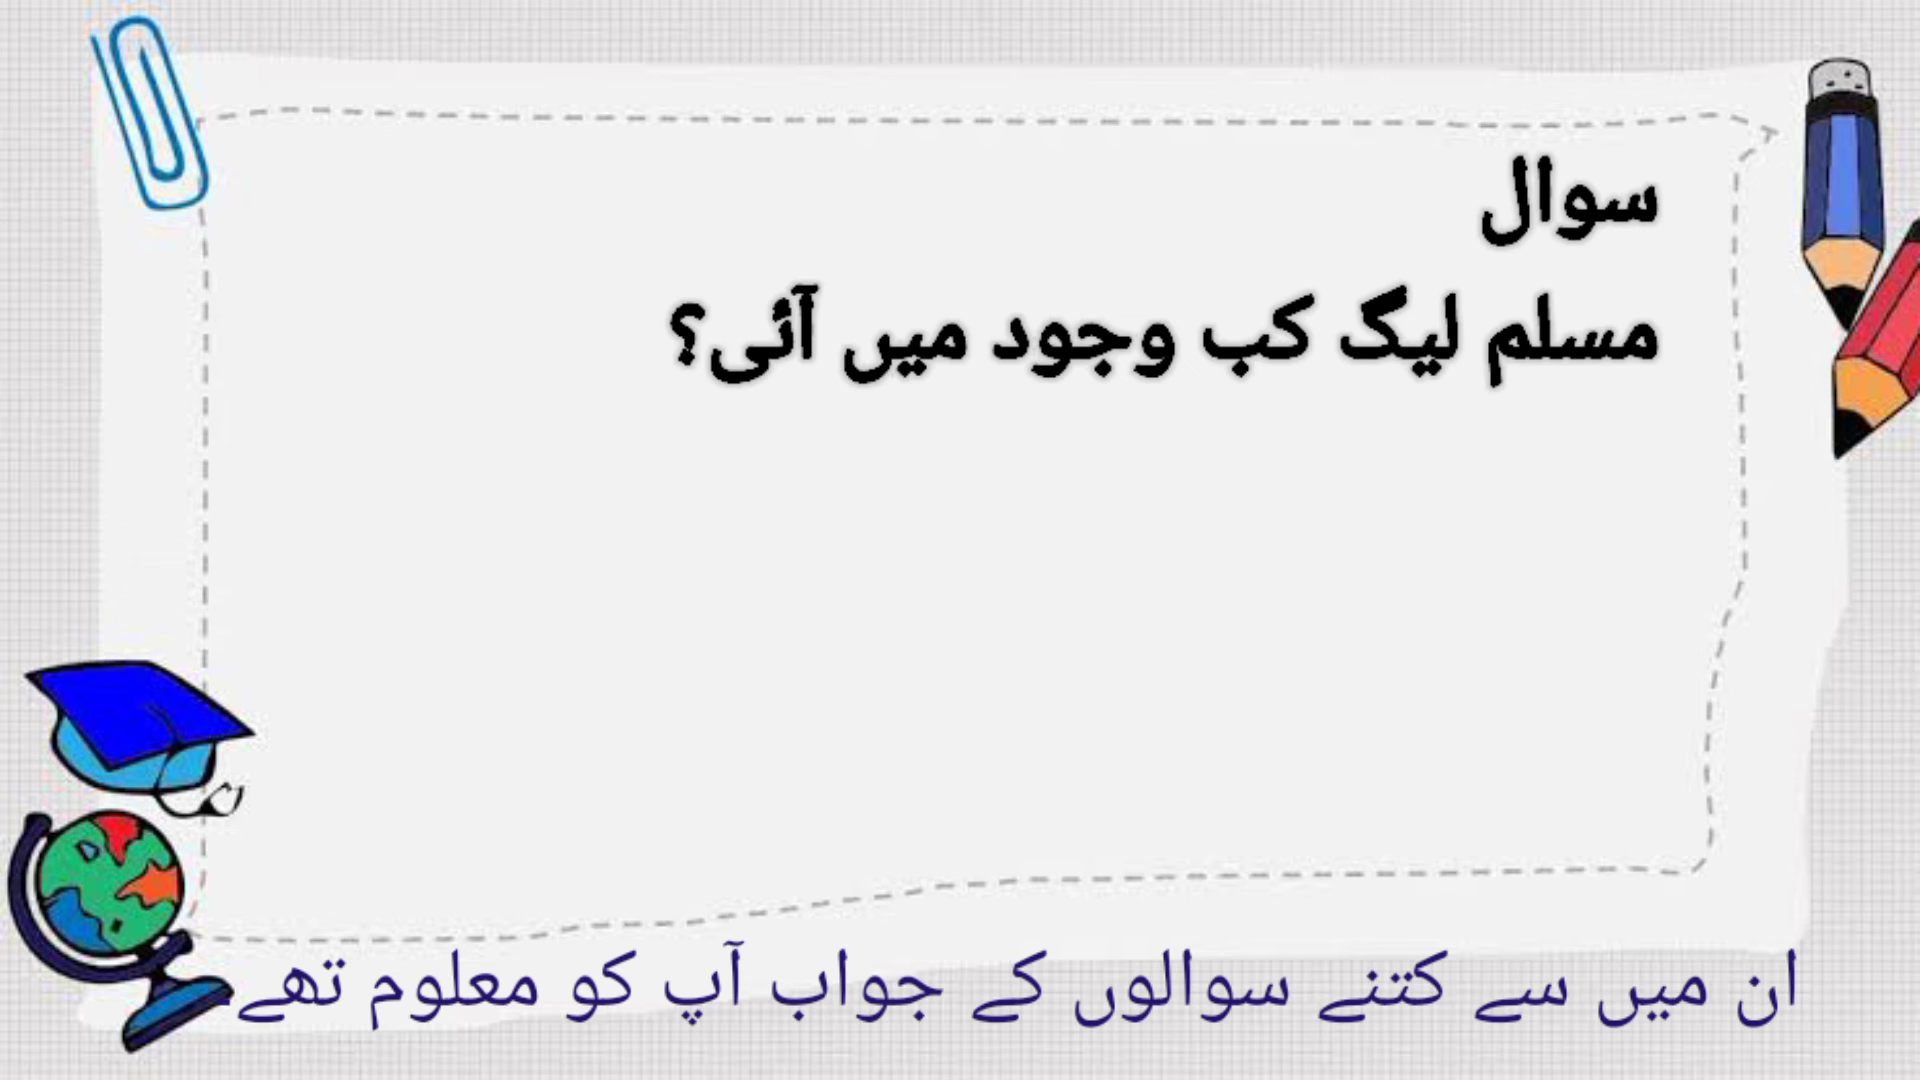 سوال
مسلم لیگ کب وجود میں آئی؟
ان میں سے کتنے سوالوں کے جواب آپ کو معلوم تھے۔